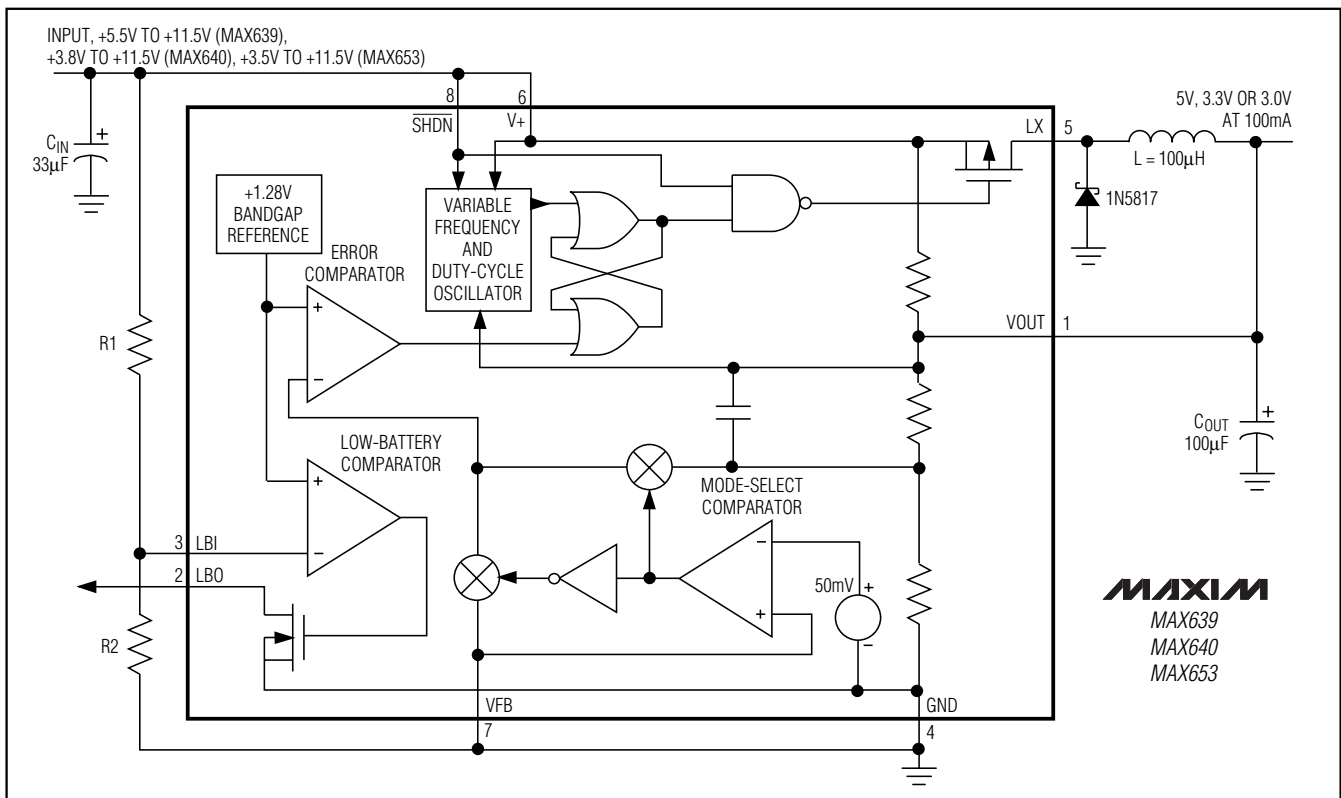 INPUT, +5.5V TO +11.5V (MAX639),
+3.8V TO +11.5V (MAX640), +3.5V TO +11.5V (MAX653)
8
6
SHDN
V+
LX
5
5V, 3.3V OR 3.0V
AT 100mA
L = 100µH
CIN
33µF
+
+1.28V
BANDGAP
REFERENCE
VARIABLE
FREQUENCY
AND
DUTY-CYCLE
OSCILLATOR
1N5817
ERROR
COMPARATOR
+
−
R1
VOUT
1
COUT
100µF
+
LOW-BATTERY
COMPARATOR
+
−
MODE-SELECT
COMPARATOR
−
+
3
LBI
2
LBO
50mV
+
−
R2
MAXIM
MAX639
MAX640
MAX653
VFB
7
GND
4